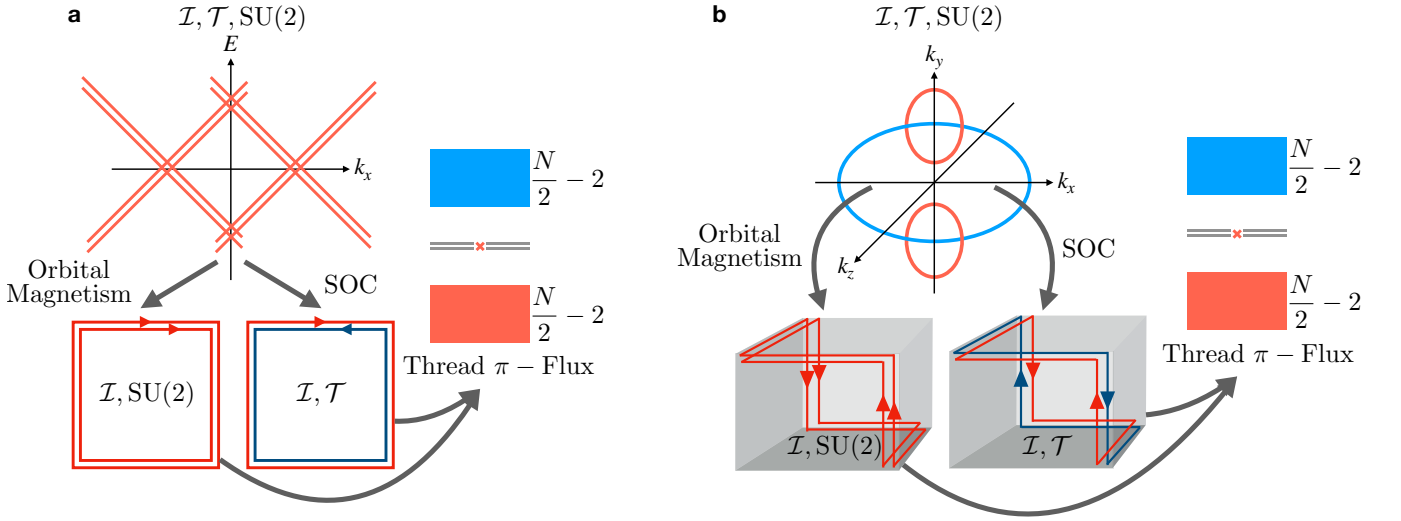 a
𝓘, 𝓣, SU(2)
E
k_x
Orbital
Magnetism
SOC
𝓘, SU(2)
𝓘, 𝓣
N/2 − 2
N/2 − 2
Thread π − Flux
b
𝓘, 𝓣, SU(2)
k_y
k_x
k_z
Orbital
Magnetism
SOC
𝓘, SU(2)
𝓘, 𝓣
N/2 − 2
N/2 − 2
Thread π − Flux